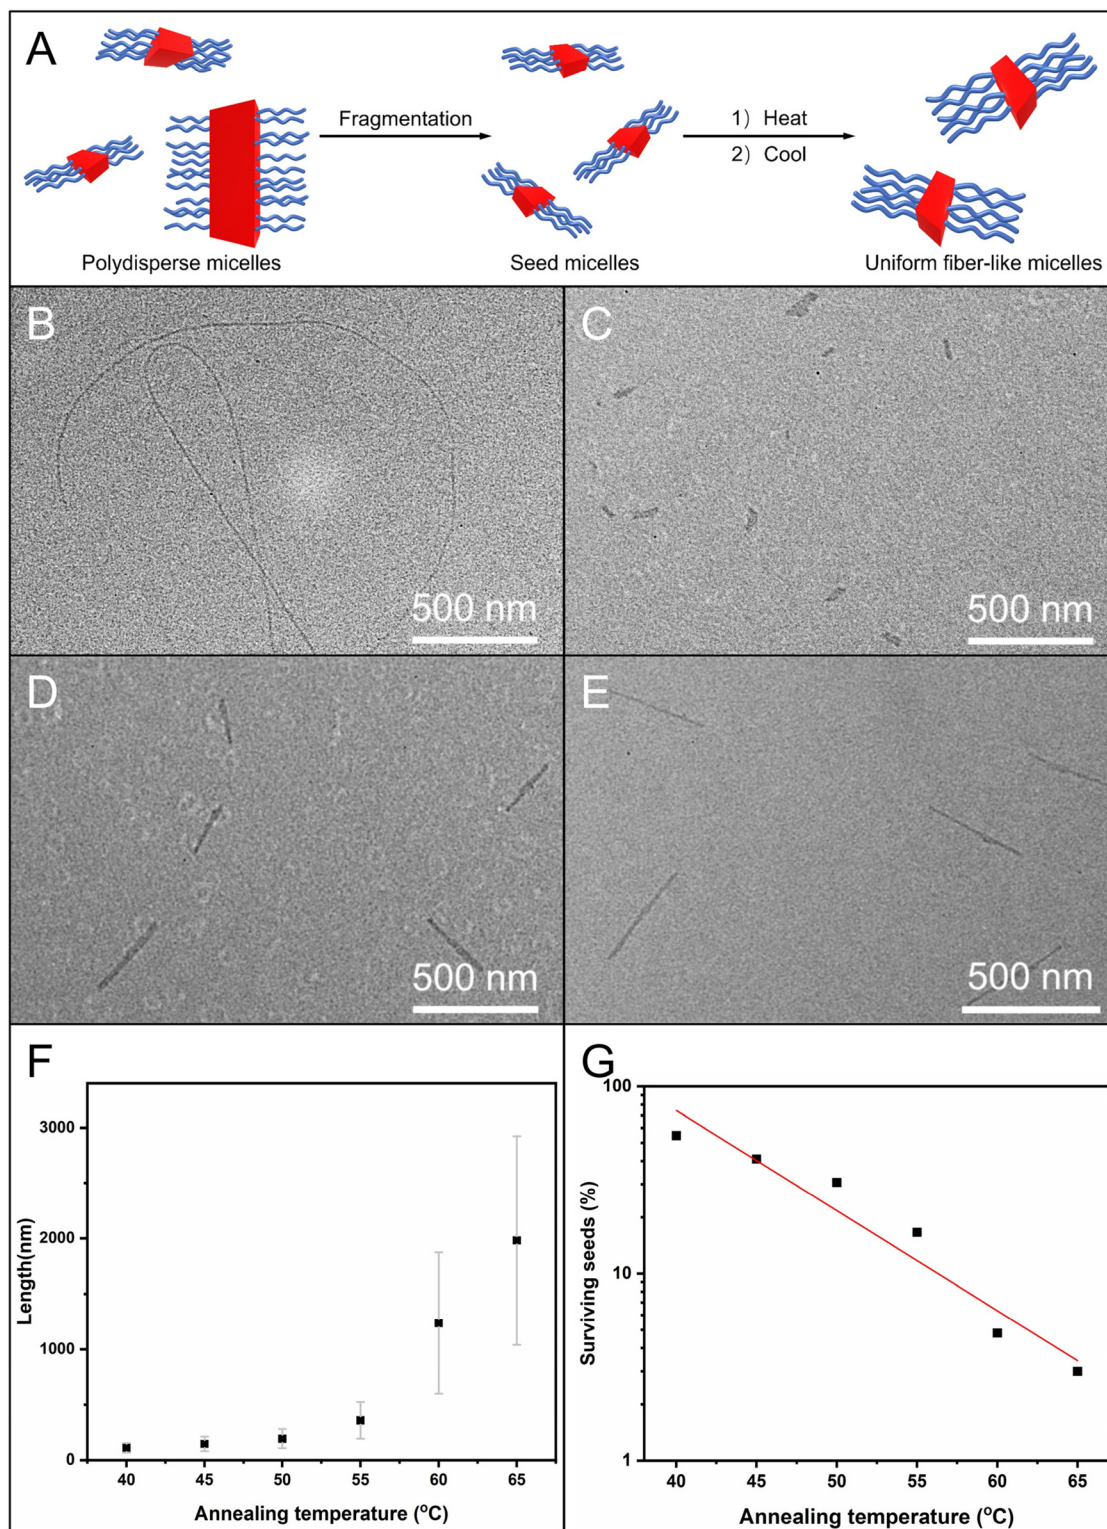 A
Fragmentation
1) Heat
2) Cool
Polydisperse micelles
Seed micelles
Uniform fiber-like micelles
B
500 nm
C
500 nm
D
500 nm
E
500 nm
F
3000
2000
1000
0
Length(nm)
40 45 50 55 60 65
Annealing temperature (°C)
G
100
10
1
Surviving seeds (%)
40 45 50 55 60 65
Annealing temperature (°C)